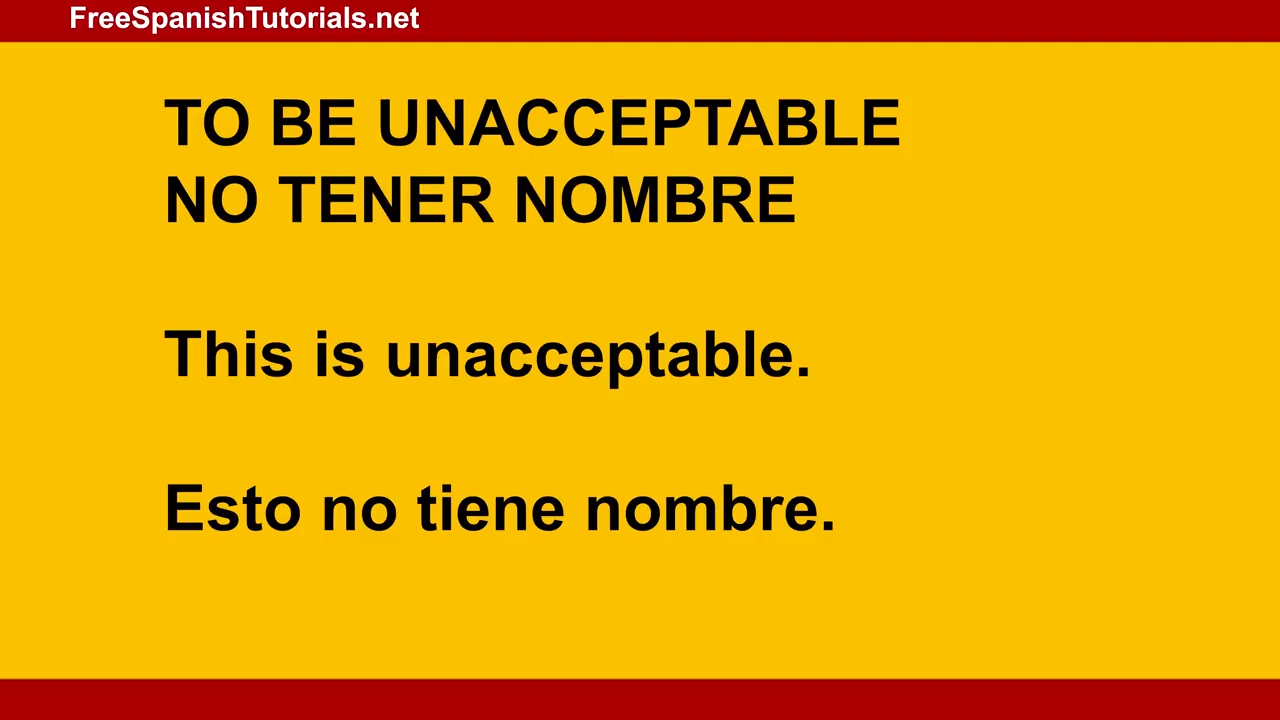 FreeSpanishTutorials.net
TO BE UNACCEPTABLE
NO TENER NOMBRE
This is unacceptable.
Esto no tiene nombre.